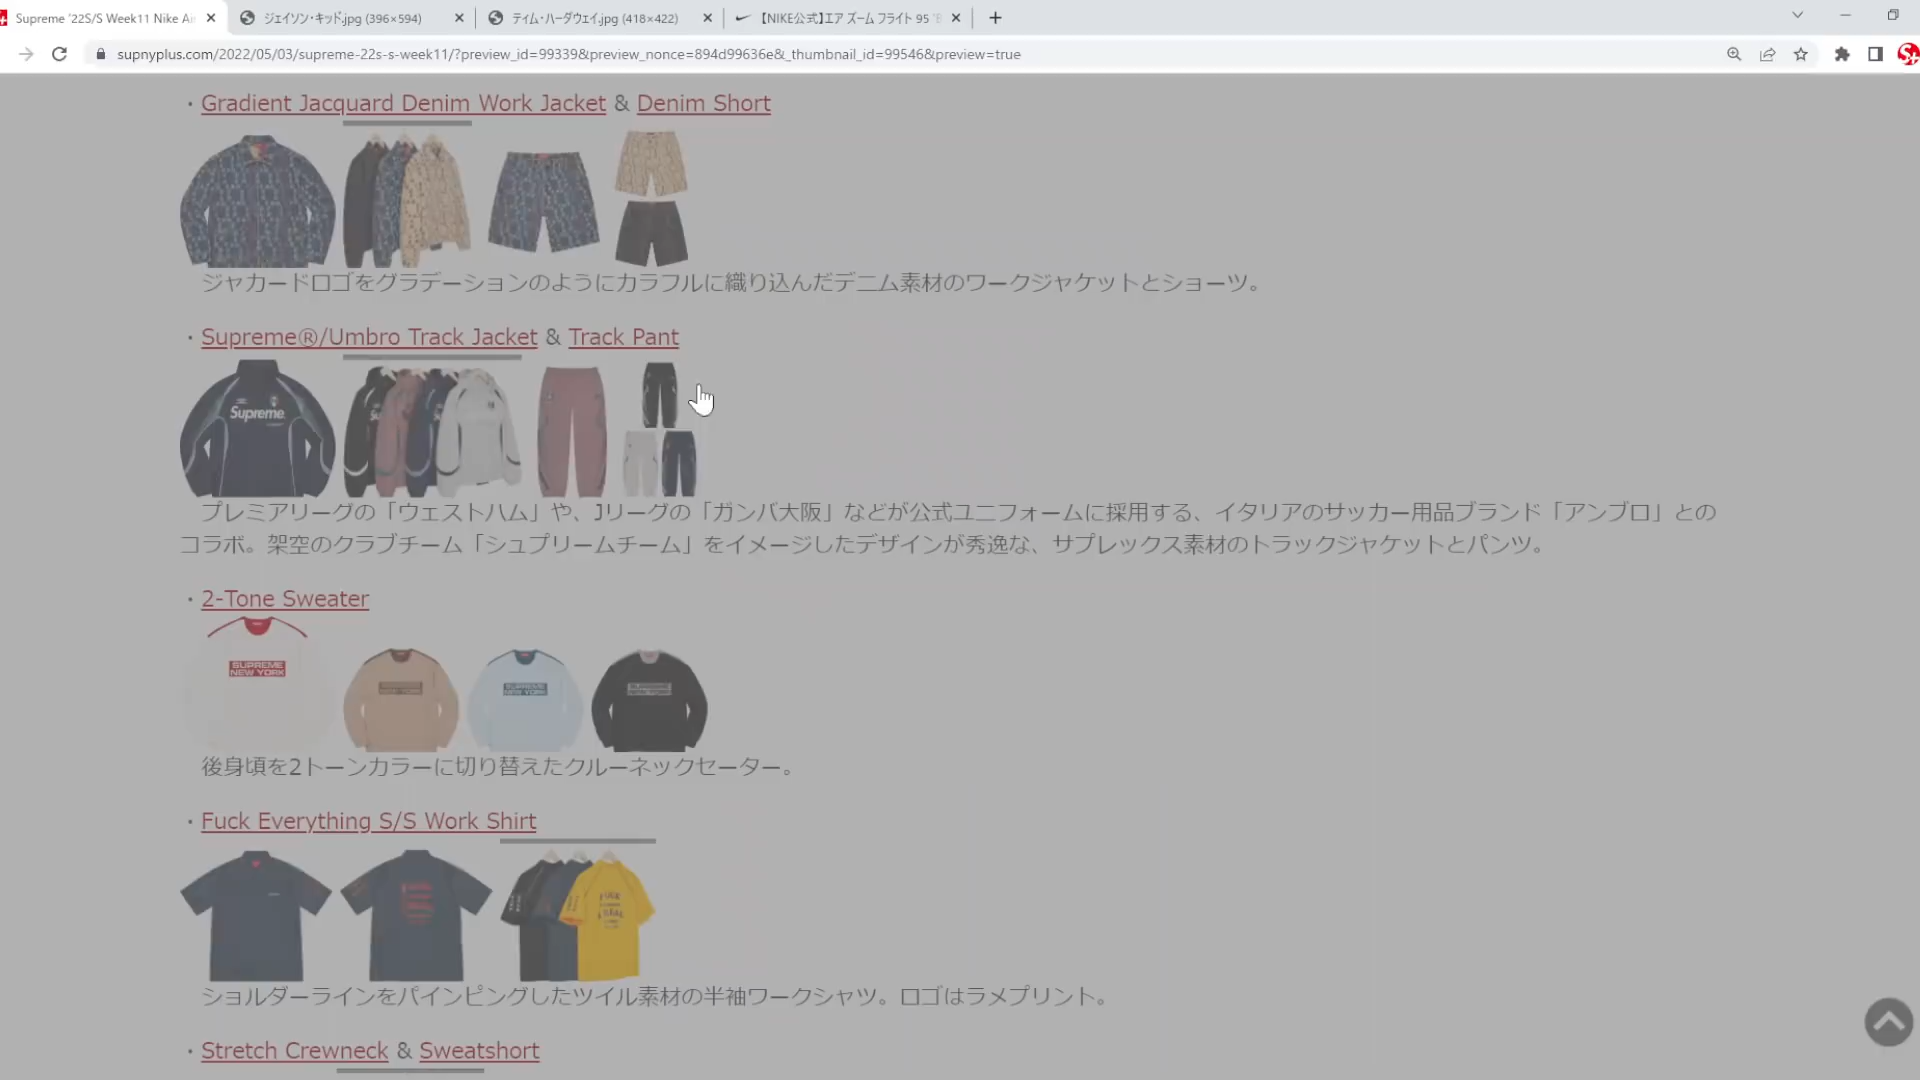 Supreme '22S/S Week11 Nike Ai
ジェイソン・キッド.jpg (396×594)
ティム・ハーダウェイ.jpg (418×422)
【NIKE公式】エア ズーム フライト 95
supnyplus.com/2022/05/03/supreme-22s-s-week11/?preview_id=99339&preview_nonce=894d99636e&_thumbnail_id=99546&preview=true
・Gradient Jacquard Denim Work Jacket & Denim Short
ジャカードロゴをグラデーションのようにカラフルに織り込んだデニム素材のワークジャケットとショーツ。
・Supreme®/Umbro Track Jacket & Track Pant
Supreme
プレミアリーグの「ウェストハム」や、Jリーグの「ガンバ大阪」などが公式ユニフォームに採用する、イタリアのサッカー用品ブランド「アンブロ」との
コラボ。架空のクラブチーム「シュプリームチーム」をイメージしたデザインが秀逸な、サプレックス素材のトラックジャケットとパンツ。
・2-Tone Sweater
SUPREME
NEW YORK
SUPREME
NEW YORK
SUPREME
NEW YORK
SUPREME
NEW YORK
後身頃を2トーンカラーに切り替えたクルーネックセーター。
・Fuck Everything S/S Work Shirt
ショルダーラインをパインピングしたツイル素材の半袖ワークシャツ。ロゴはラメプリント。
・Stretch Crewneck & Sweatshort